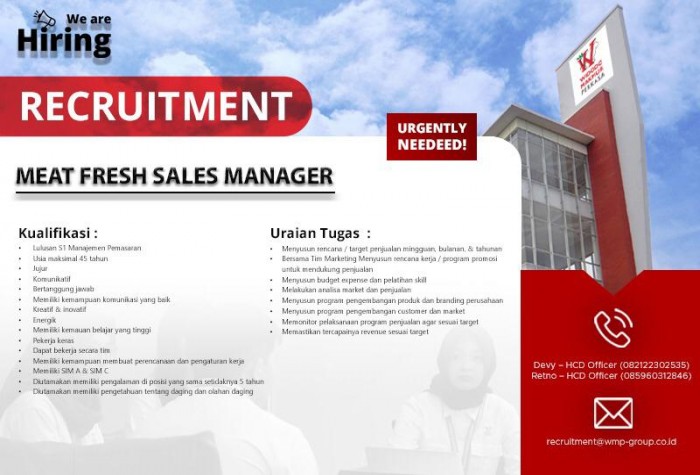 We are
Hiring
RECRUITMENT
URGENTLY
NEEDEED!
MEAT FRESH SALES MANAGER
Kualifikasi :
• Lulusan S1 Manajemen Pemasaran
• Usia maksimal 45 tahun
• Jujur
• Komunikatif
• Bertanggung jawab
• Memiliki kemampuan komunikasi yang baik
• Kreatif & inovatif
• Energik
• Memiliki kemauan belajar yang tinggi
• Pekerja keras
• Dapat bekerja secara tim
• Memiliki kemampuan membuat perencanaan dan pengaturan kerja
• Memiliki SIM A & SIM C
• Diutamakan memiliki pengalaman di posisi yang sama setidaknya 5 tahun
• Diutamakan memiliki pengetahuan tentang daging dan olahan daging
Uraian Tugas :
• Menyusun rencana / target penjualan mingguan, bulanan, & tahunan
• Bersama Tim Marketing Menyusun rencana kerja / program promosi
untuk mendukung penjualan
• Menyusun budget expense dan pelatihan skill
• Melakukan analisa market dan penjualan
• Menyusun program pengembangan produk dan branding perusahaan
• Menyusun program pengembangan customer dan market
• Memonitor pelaksanaan program penjualan agar sesuai target
• Memastikan tercapainya revenue sesuai target
WIDODO
MAKMUR
PERKASA
Devy – HCD Officer (082122302535)
Retno – HCD Officer (085960312846)
recruitment@wmp-group.co.id